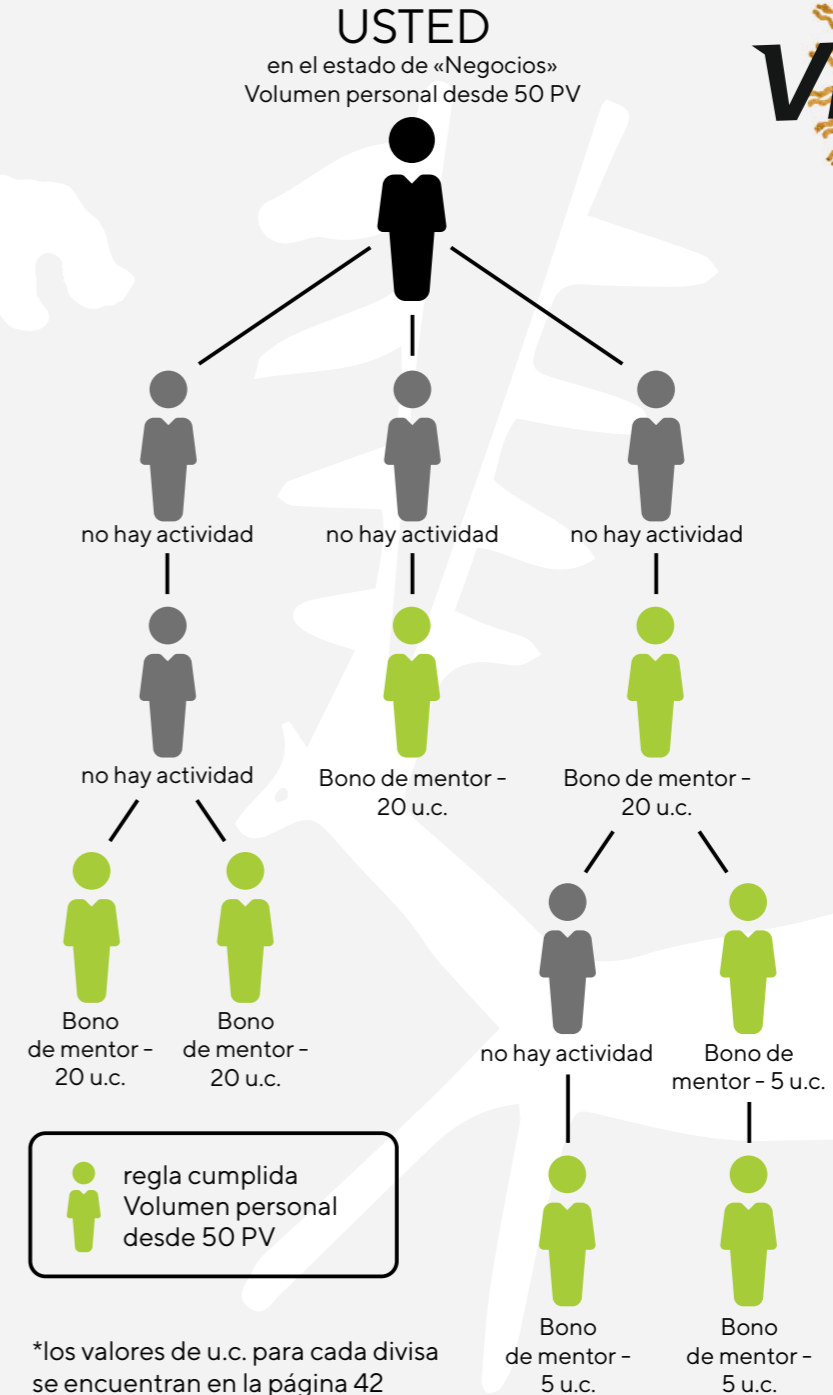 USTED
en el estado de «Negocios»
Volumen personal desde 50 PV
no hay actividad
no hay actividad
no hay actividad
no hay actividad
Bono de mentor -
20 u.c.
Bono de mentor -
20 u.c.
Bono
de mentor -
20 u.c.
Bono
de mentor -
20 u.c.
no hay actividad
Bono de
mentor - 5 u.c.
regla cumplida
Volumen personal
desde 50 PV
Bono
de mentor -
5 u.c.
Bono
de mentor -
5 u.c.
*los valores de u.c. para cada divisa
se encuentran en la página 42